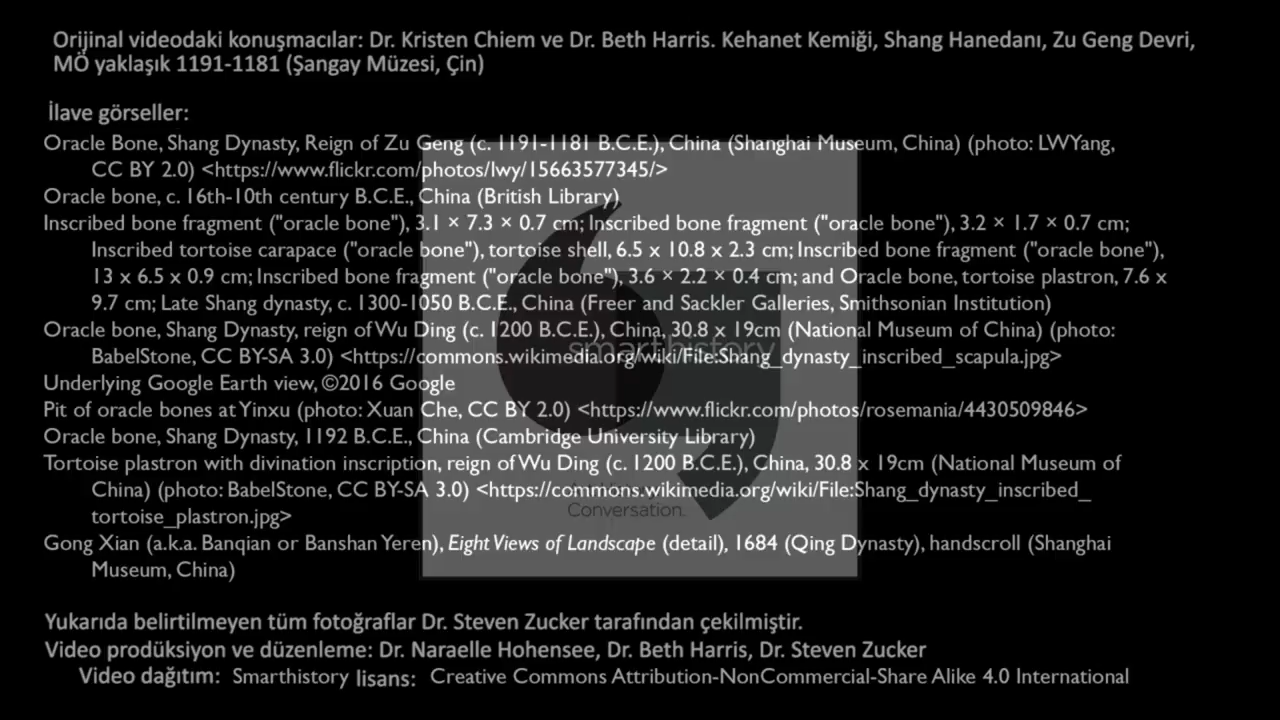 Orijinal videodaki konuşmacılar: Dr. Kristen Chiem ve Dr. Beth Harris. Kehanet Kemiği, Shang Hanedanı, Zu Geng Devri,
MÖ yaklaşık 1191-1181 (Şangay Müzesi, Çin)
İlave görseller:
Oracle Bone, Shang Dynasty, Reign of Zu Geng (c. 1191-1181 B.C.E.), China (Shanghai Museum, China) (photo: LWYang,
CC BY 2.0) <https://www.flickr.com/photos/lwy/15663577345/>
Oracle bone, c. 16th-10th century B.C.E., China (British Library)
Inscribed bone fragment ("oracle bone"), 3.1 × 7.3 × 0.7 cm; Inscribed bone fragment ("oracle bone"), 3.2 × 1.7 × 0.7 cm;
Inscribed tortoise carapace ("oracle bone"), tortoise shell, 6.5 x 10.8 x 2.3 cm; Inscribed bone fragment ("oracle bone"),
13 x 6.5 x 0.9 cm; Inscribed bone fragment ("oracle bone"), 3.6 × 2.2 × 0.4 cm; and Oracle bone, tortoise plastron, 7.6 x
9.7 cm; Late Shang dynasty, c. 1300-1050 B.C.E., China (Freer and Sackler Galleries, Smithsonian Institution)
Oracle bone, Shang Dynasty, reign of Wu Ding (c. 1200 B.C.E.), China, 30.8 x 19cm (National Museum of China) (photo:
smarthistory
BabelStone, CC BY-SA 3.0) <https://commons.wikimedia.org/wiki/File:Shang_dynasty_inscribed_scapula.jpg>
Underlying Google Earth view, ©2016 Google
Pit of oracle bones at Yinxu (photo: Xuan Che, CC BY 2.0) <https://www.flickr.com/photos/rosemania/4430509846>
Oracle bone, Shang Dynasty, 1192 B.C.E., China (Cambridge University Library)
Tortoise plastron with divination inscription, reign of Wu Ding (c. 1200 B.C.E.), China, 30.8 x 19cm (National Museum of
China) (photo: BabelStone, CC BY-SA 3.0) <https://commons.wikimedia.org/wiki/File:Shang_dynasty_inscribed_
tortoise_plastron.jpg>
Conversation.
Gong Xian (a.k.a. Banqian or Banshan Yeren), Eight Views of Landscape (detail), 1684 (Qing Dynasty), handscroll (Shanghai
Museum, China)
Yukarıda belirtilmeyen tüm fotoğraflar Dr. Steven Zucker tarafından çekilmiştir.
Video prodüksiyon ve düzenleme: Dr. Naraelle Hohensee, Dr. Beth Harris, Dr. Steven Zucker
Video dağıtım: Smarthistory lisans: Creative Commons Attribution-NonCommercial-Share Alike 4.0 International